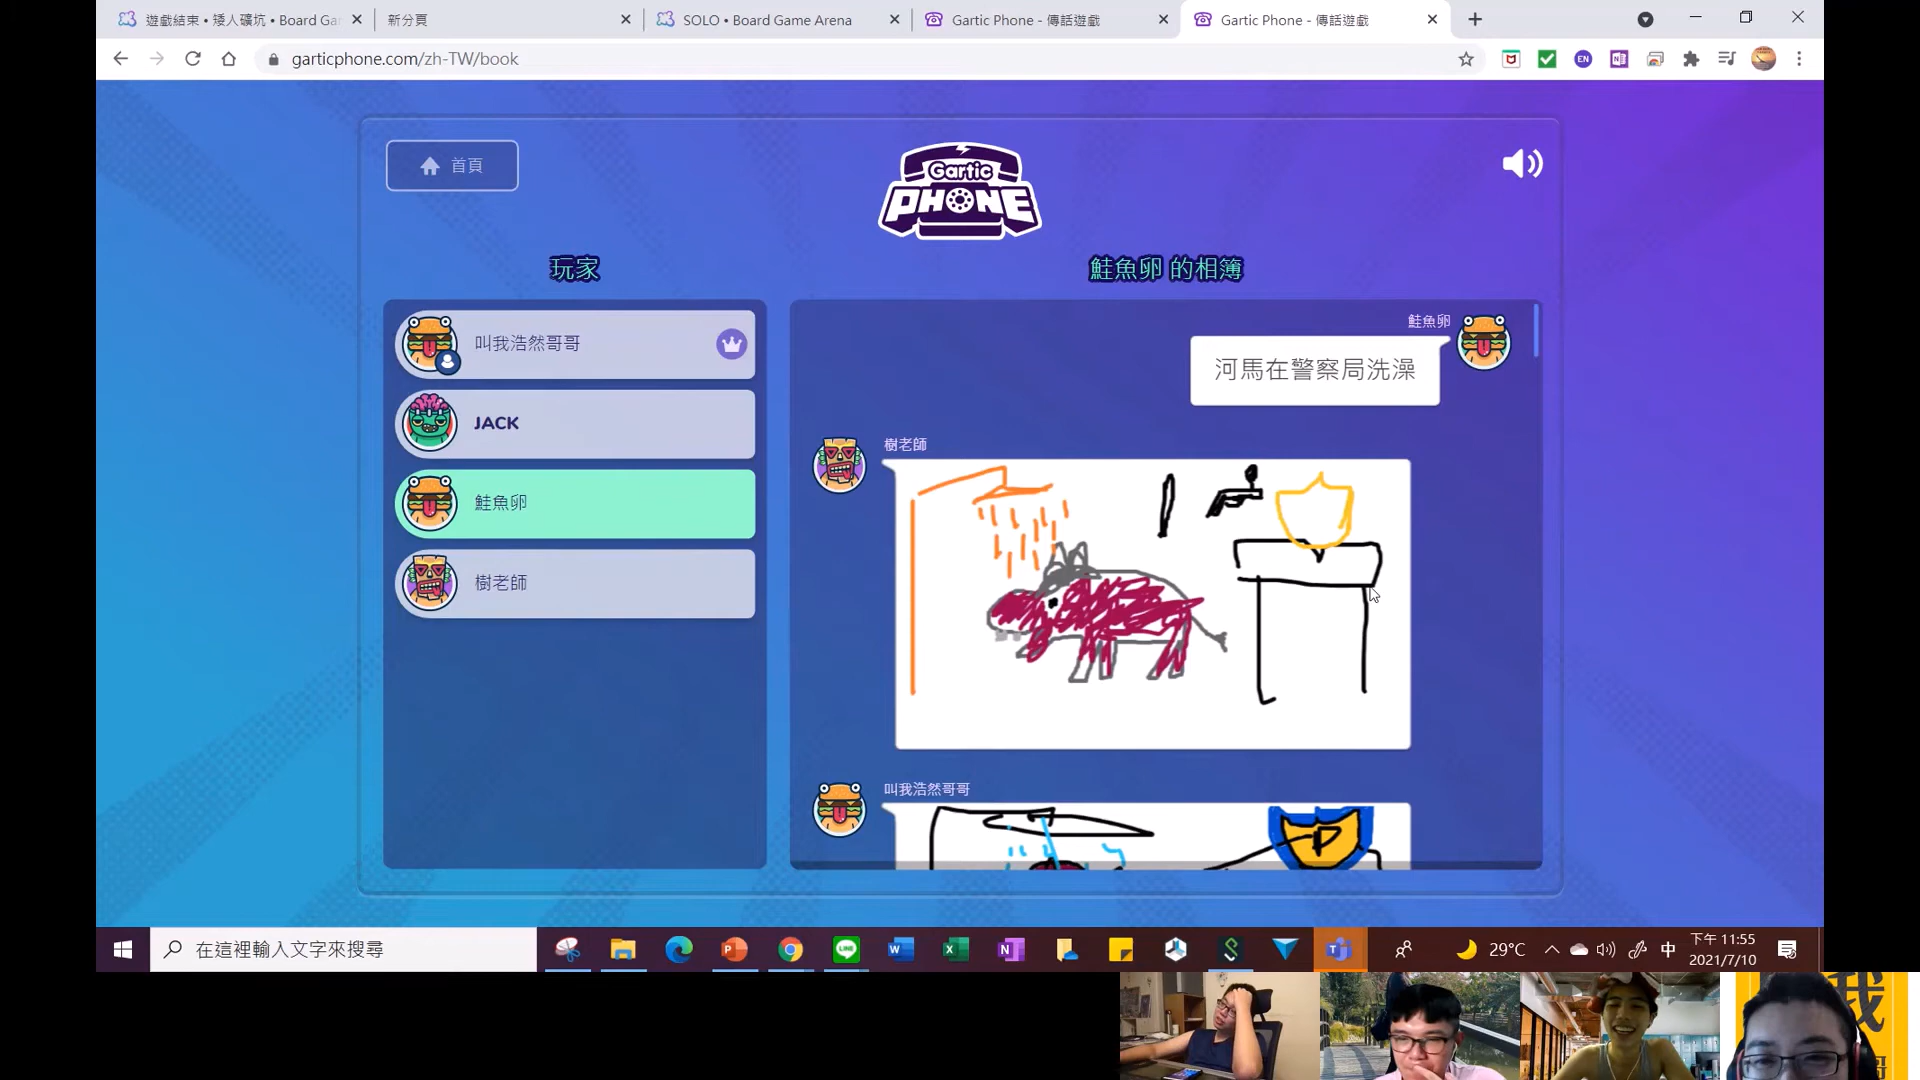 遊戲結束 • 矮人礦坑 • Board Ga
新分頁
SOLO • Board Game Arena
Gartic Phone - 傳話遊戲
Gartic Phone - 傳話遊戲
garticphone.com/zh-TW/book
EN
N
首頁
Gartic
PHONE
玩家
鮭魚卵 的相簿
叫我浩然哥哥
JACK
鮭魚卵
樹老師
鮭魚卵
河馬在警察局洗澡
樹老師
叫我浩然哥哥
P
在這裡輸入文字來搜尋
29°C
中
下午 11:55
2021/7/10
我